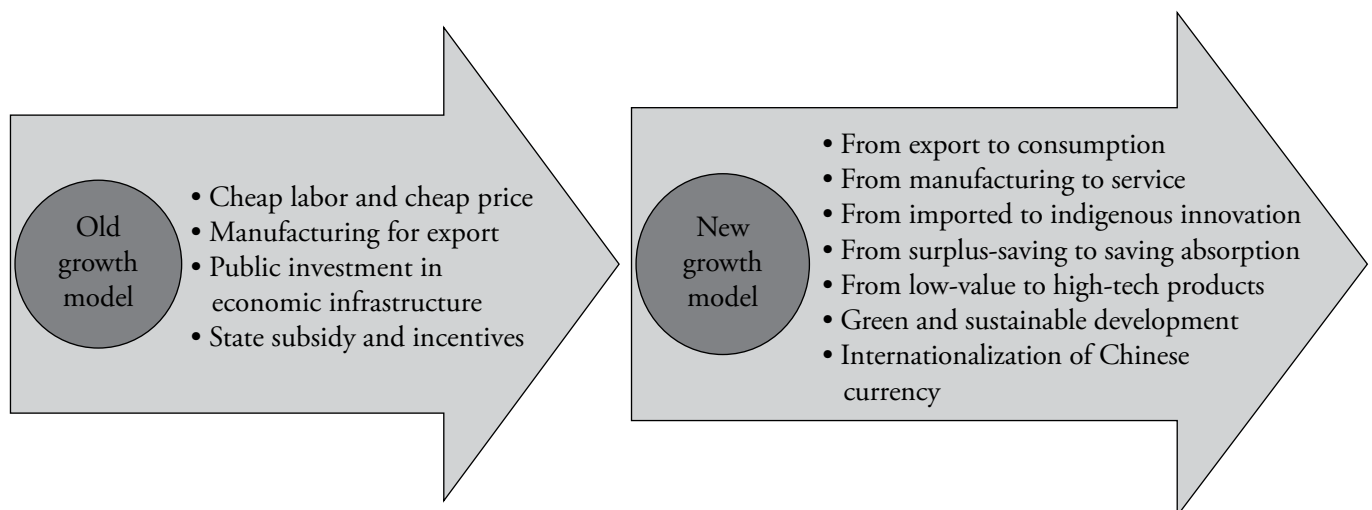 Old
growth
model
• Cheap labor and cheap price
• Manufacturing for export
• Public investment in
economic infrastructure
• State subsidy and incentives
New
growth
model
• From export to consumption
• From manufacturing to service
• From imported to indigenous innovation
• From surplus-saving to saving absorption
• From low-value to high-tech products
• Green and sustainable development
• Internationalization of Chinese
currency